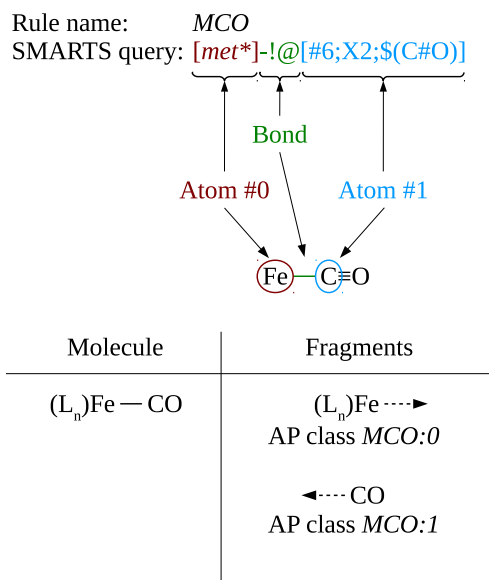 Rule name: MCO
SMARTS query: [met*]-!@[#6;X2;$(C#O)]
Bond
Atom #0 Atom #1
Fe C≡O
Molecule Fragments
(Ln)Fe — CO (Ln)Fe
AP class MCO:0
CO
AP class MCO:1